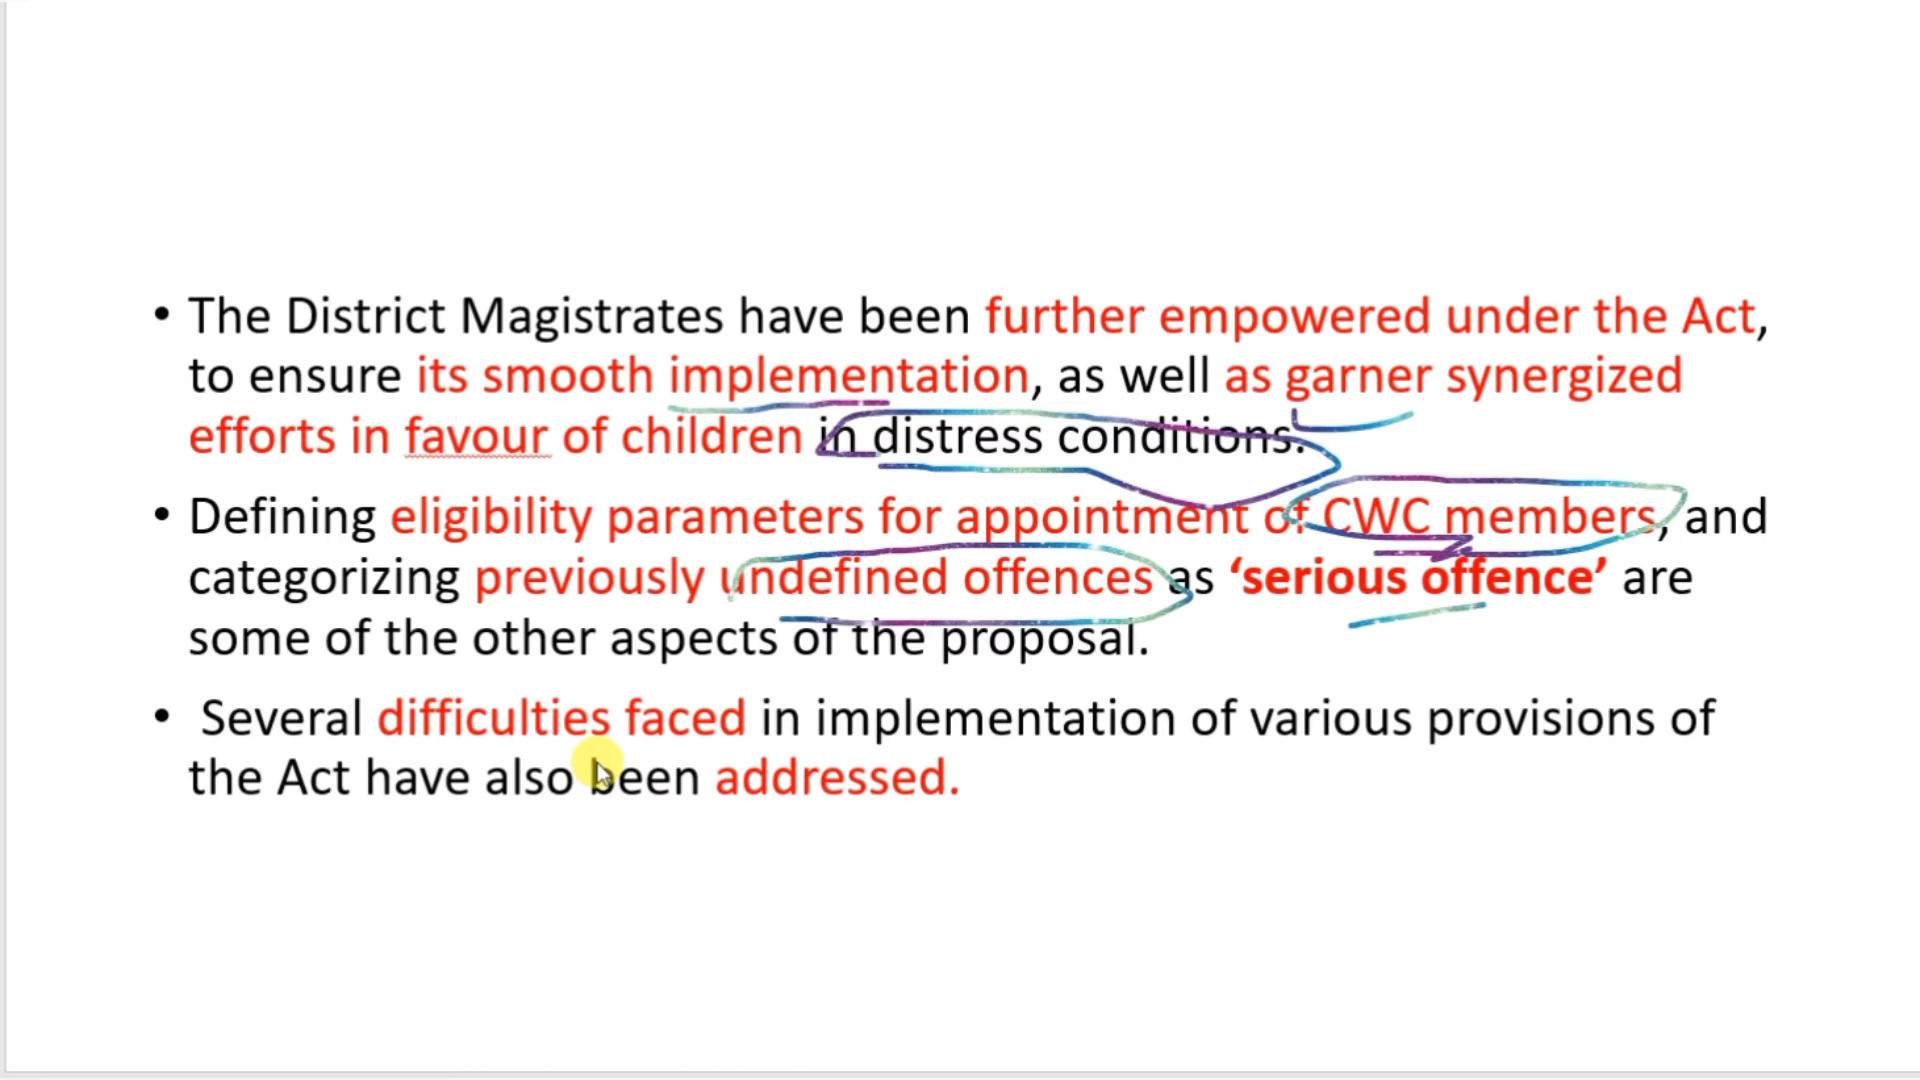 • The District Magistrates have been further empowered under the Act,
to ensure its smooth implementation, as well as garner synergized
efforts in favour of children in distress conditions.
• Defining eligibility parameters for appointment of CWC members, and
categorizing previously undefined offences as ‘serious offence’ are
some of the other aspects of the proposal.
• Several difficulties faced in implementation of various provisions of
the Act have also been addressed.